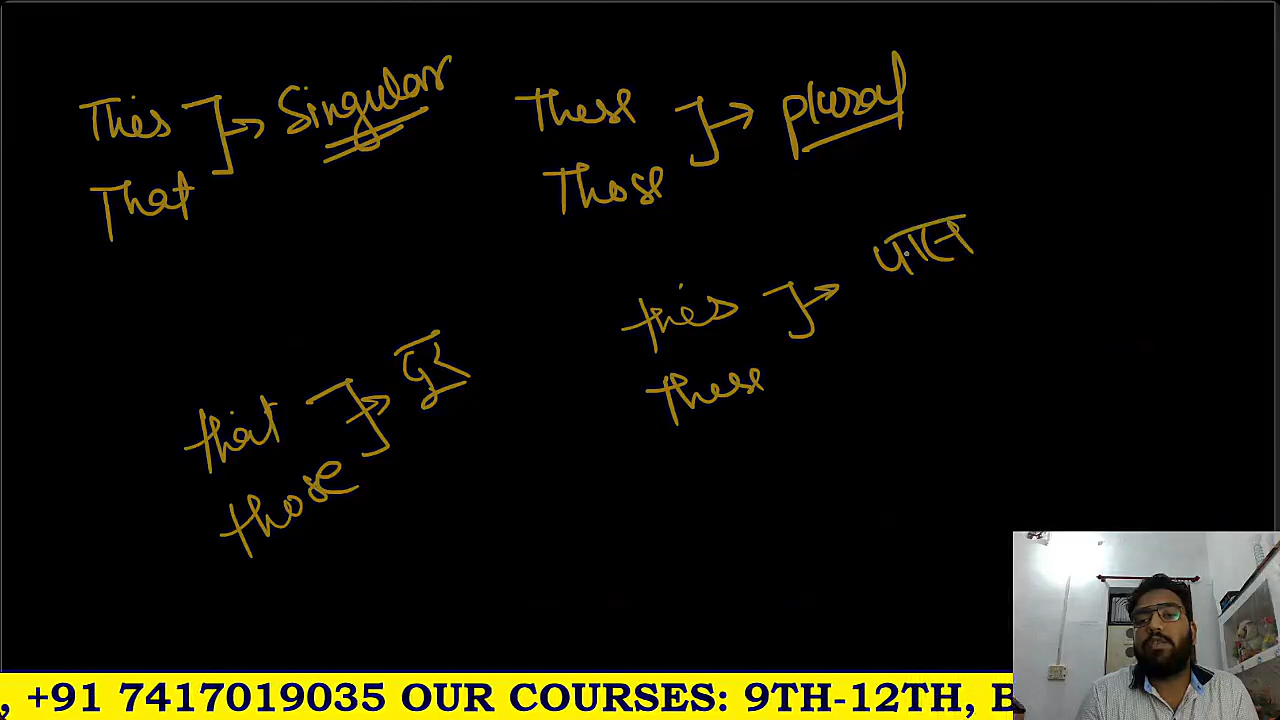 This
That
Singular
These
Those
plural
that
those
दूर
this
these
पास
, +91 7417019035 OUR COURSES: 9TH-12TH, B